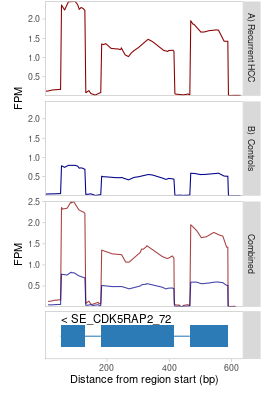 2.0
1.5
1.0
0.5
A) Recurrent HCC
FPM
2.0
1.5
1.0
0.5
B) Controls
2.5
2.0
1.5
1.0
0.5
0.0
FPM
Combined
< SE_CDK5RAP2_72
0
200
400
600
Distance from region start (bp)